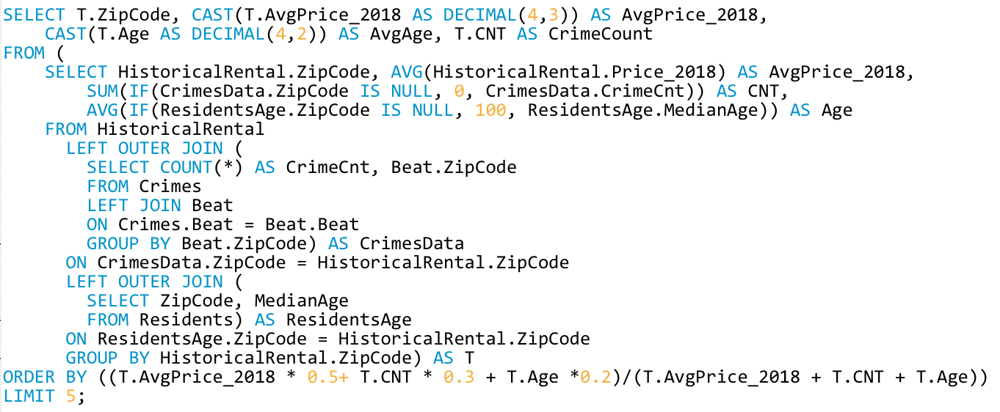 SELECT T.ZipCode, CAST(T.AvgPrice_2018 AS DECIMAL(4,3)) AS AvgPrice_2018,
    CAST(T.Age AS DECIMAL(4,2)) AS AvgAge, T.CNT AS CrimeCount
FROM (
    SELECT HistoricalRental.ZipCode, AVG(HistoricalRental.Price_2018) AS AvgPrice_2018,
        SUM(IF(CrimesData.ZipCode IS NULL, 0, CrimesData.CrimeCnt)) AS CNT,
        AVG(IF(ResidentsAge.ZipCode IS NULL, 100, ResidentsAge.MedianAge)) AS Age
    FROM HistoricalRental
      LEFT OUTER JOIN (
        SELECT COUNT(*) AS CrimeCnt, Beat.ZipCode
        FROM Crimes
        LEFT JOIN Beat
        ON Crimes.Beat = Beat.Beat
        GROUP BY Beat.ZipCode) AS CrimesData
      ON CrimesData.ZipCode = HistoricalRental.ZipCode
      LEFT OUTER JOIN (
        SELECT ZipCode, MedianAge
        FROM Residents) AS ResidentsAge
      ON ResidentsAge.ZipCode = HistoricalRental.ZipCode
      GROUP BY HistoricalRental.ZipCode) AS T
ORDER BY ((T.AvgPrice_2018 * 0.5+ T.CNT * 0.3 + T.Age *0.2)/(T.AvgPrice_2018 + T.CNT + T.Age))
LIMIT 5;